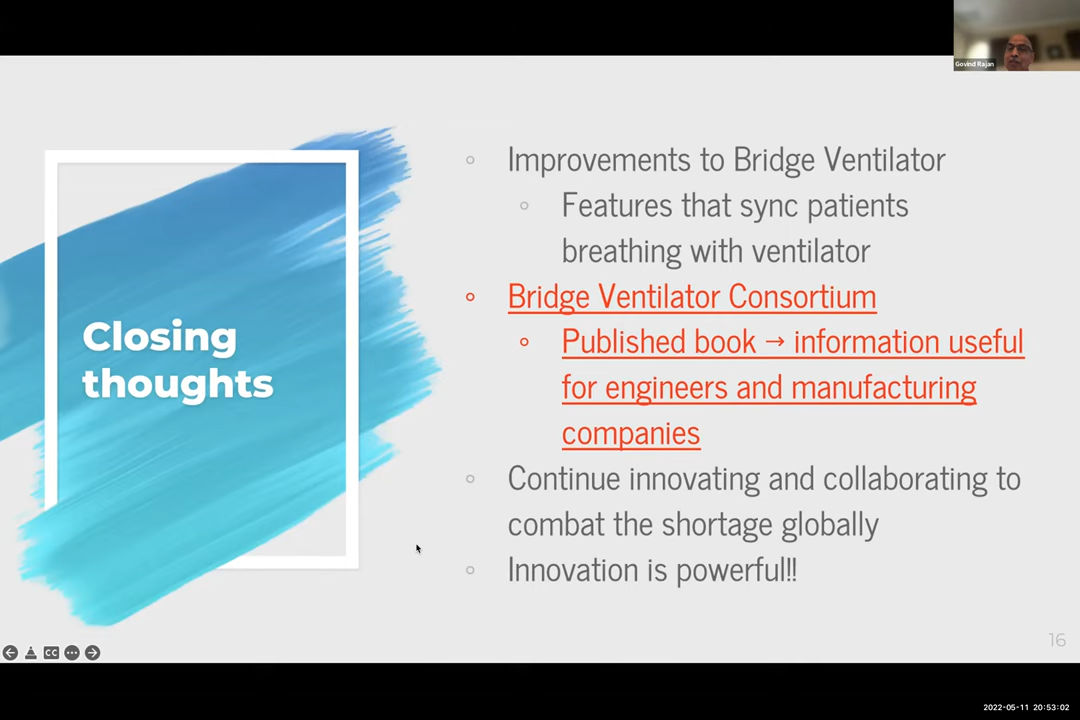 Govind Rajan
Closing
thoughts
◦ Improvements to Bridge Ventilator
◦ Features that sync patients
breathing with ventilator
◦ Bridge Ventilator Consortium
◦ Published book → information useful
for engineers and manufacturing
companies
◦ Continue innovating and collaborating to
combat the shortage globally
◦ Innovation is powerful!!
16
CC
2022-05-11 20:53:02